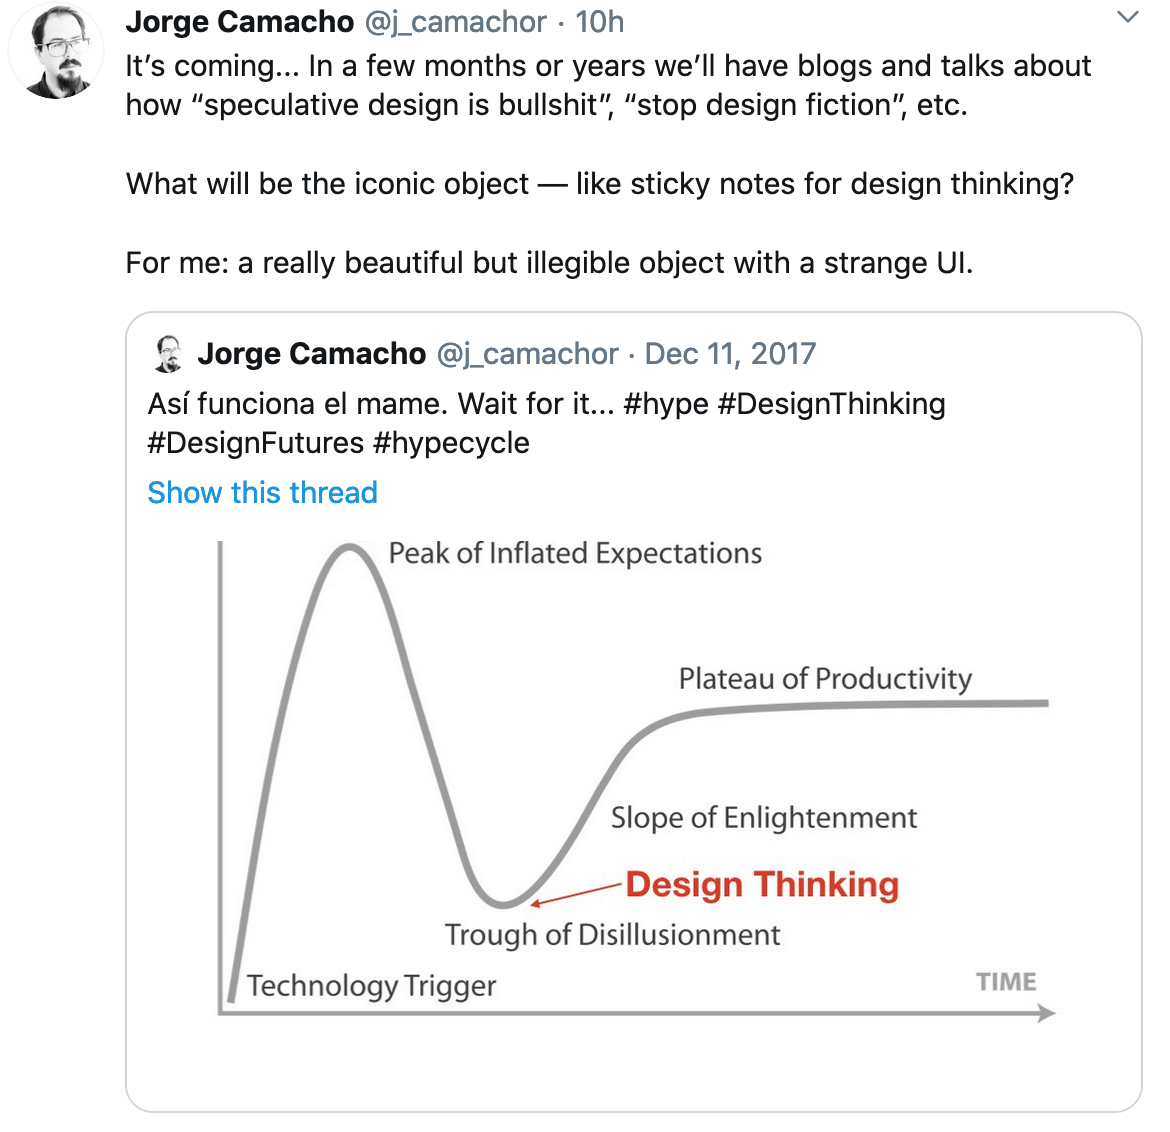 Jorge Camacho @j_camachor · 10h
It’s coming... In a few months or years we’ll have blogs and talks about
how “speculative design is bullshit”, “stop design fiction”, etc.
What will be the iconic object — like sticky notes for design thinking?
For me: a really beautiful but illegible object with a strange UI.
Jorge Camacho @j_camachor · Dec 11, 2017
Así funciona el mame. Wait for it... #hype #DesignThinking
#DesignFutures #hypecycle
Show this thread
Peak of Inflated Expectations
Plateau of Productivity
Slope of Enlightenment
Design Thinking
Trough of Disillusionment
Technology Trigger
TIME